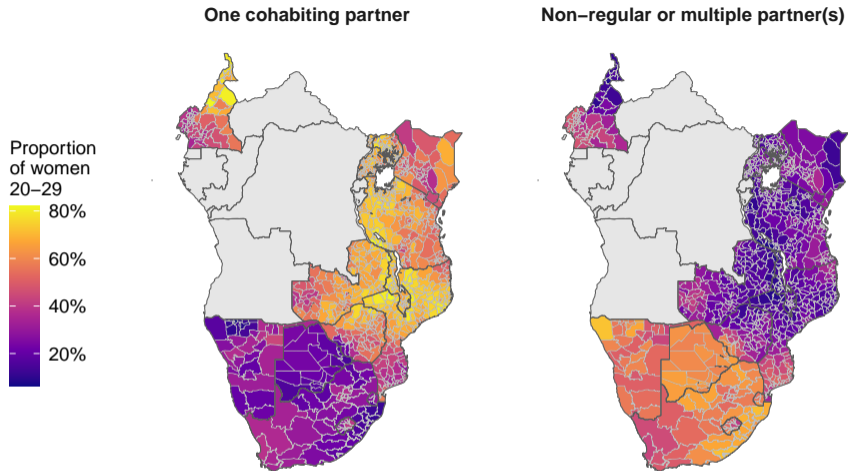 One cohabiting partner
Non−regular or multiple partner(s)
Proportion
of women
20−29
80%
60%
40%
20%